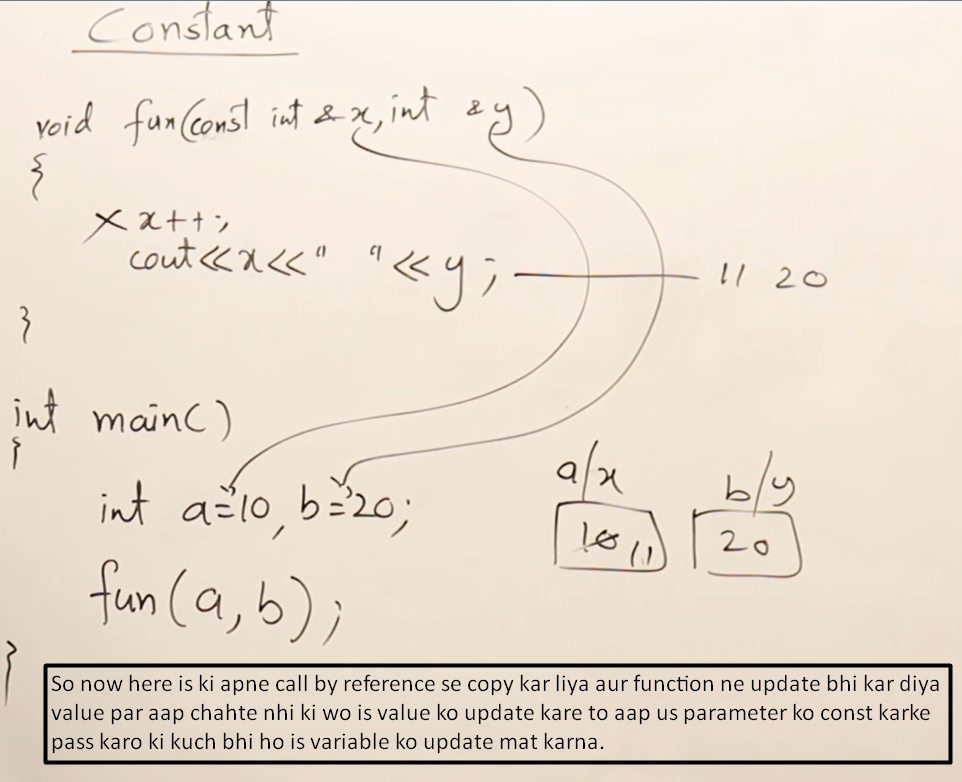 Constant
void fun(const int &x, int &y)
{
× x++;
cout<<x<<" "<<y; — 11 20
}
int main()
{
int a=10, b=20;
a/x b/y
10 11 20
fun(a,b);
}
So now here is ki apne call by reference se copy kar liya aur function ne update bhi kar diya
value par aap chahte nhi ki wo is value ko update kare to aap us parameter ko const karke
pass karo ki kuch bhi ho is variable ko update mat karna.